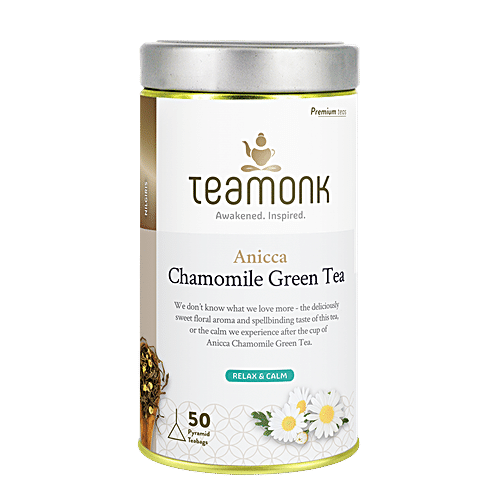 Premium teas
NILGIRIS
TEAMONK
Awakened. Inspired.
Anicca
Chamomile Green Tea
We don't know what we love more - the deliciously
sweet floral aroma and spellbinding taste of this tea,
or the calm we experience after the cup of
Anicca Chamomile Green Tea.
RELAX & CALM
50
Pyramid
Teabags